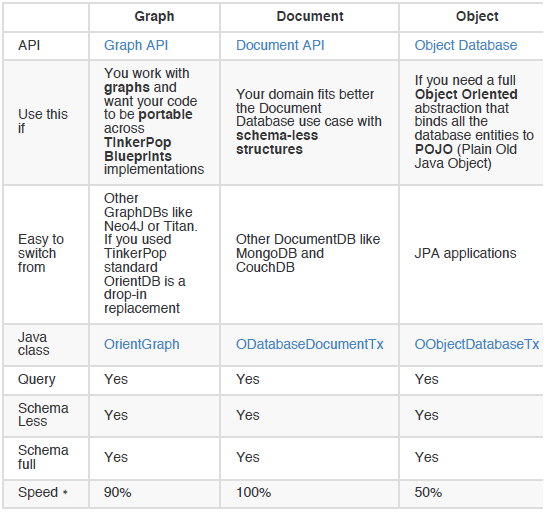 Graph Document Object
API Graph API Document API Object Database
Use this
if
You work with
graphs and
want your code
to be portable
across
TinkerPop
Blueprints
implementations
Your domain fits better
the Document
Database use case with
schema-less
structures
If you need a full
Object Oriented
abstraction that
binds all the
database entities to
POJO (Plain Old
Java Object)
Easy to
switch
from
Other
GraphDBs like
Neo4J or Titan.
If you used
TinkerPop
standard
OrientDB is a
drop-in
replacement
Other DocumentDB like
MongoDB and
CouchDB
JPA applications
Java
class
OrientGraph
ODatabaseDocumentTx
OObjectDatabaseTx
Query Yes Yes Yes
Schema
Less
Yes Yes Yes
Schema
full
Yes Yes Yes
Speed * 90% 100% 50%